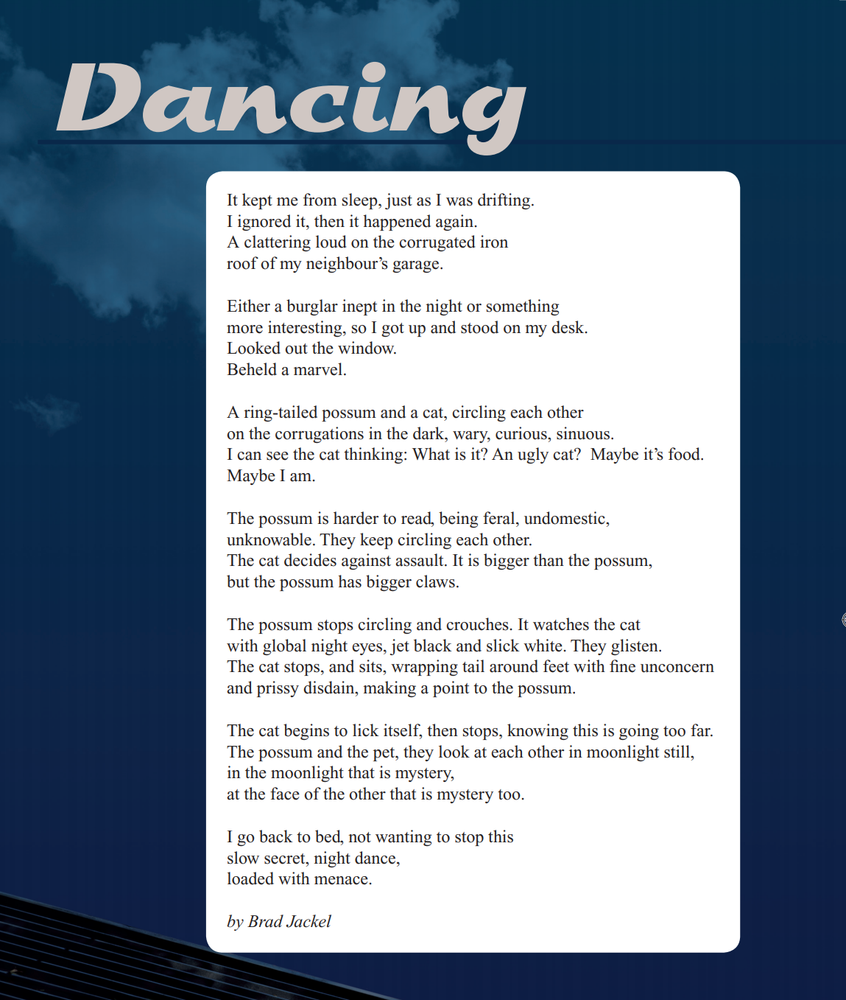 Dancing
It kept me from sleep, just as I was drifting.
I ignored it, then it happened again.
A clattering loud on the corrugated iron
roof of my neighbour’s garage.
Either a burglar inept in the night or something
more interesting, so I got up and stood on my desk.
Looked out the window.
Beheld a marvel.
A ring-tailed possum and a cat, circling each other
on the corrugations in the dark, wary, curious, sinuous.
I can see the cat thinking: What is it? An ugly cat?  Maybe it’s food.
Maybe I am.
The possum is harder to read, being feral, undomestic,
unknowable. They keep circling each other.
The cat decides against assault. It is bigger than the possum,
but the possum has bigger claws.
The possum stops circling and crouches. It watches the cat
with global night eyes, jet black and slick white. They glisten.
The cat stops, and sits, wrapping tail around feet with fine unconcern
and prissy disdain, making a point to the possum.
The cat begins to lick itself, then stops, knowing this is going too far.
The possum and the pet, they look at each other in moonlight still,
in the moonlight that is mystery,
at the face of the other that is mystery too.
I go back to bed, not wanting to stop this
slow secret, night dance,
loaded with menace.
by Brad Jackel